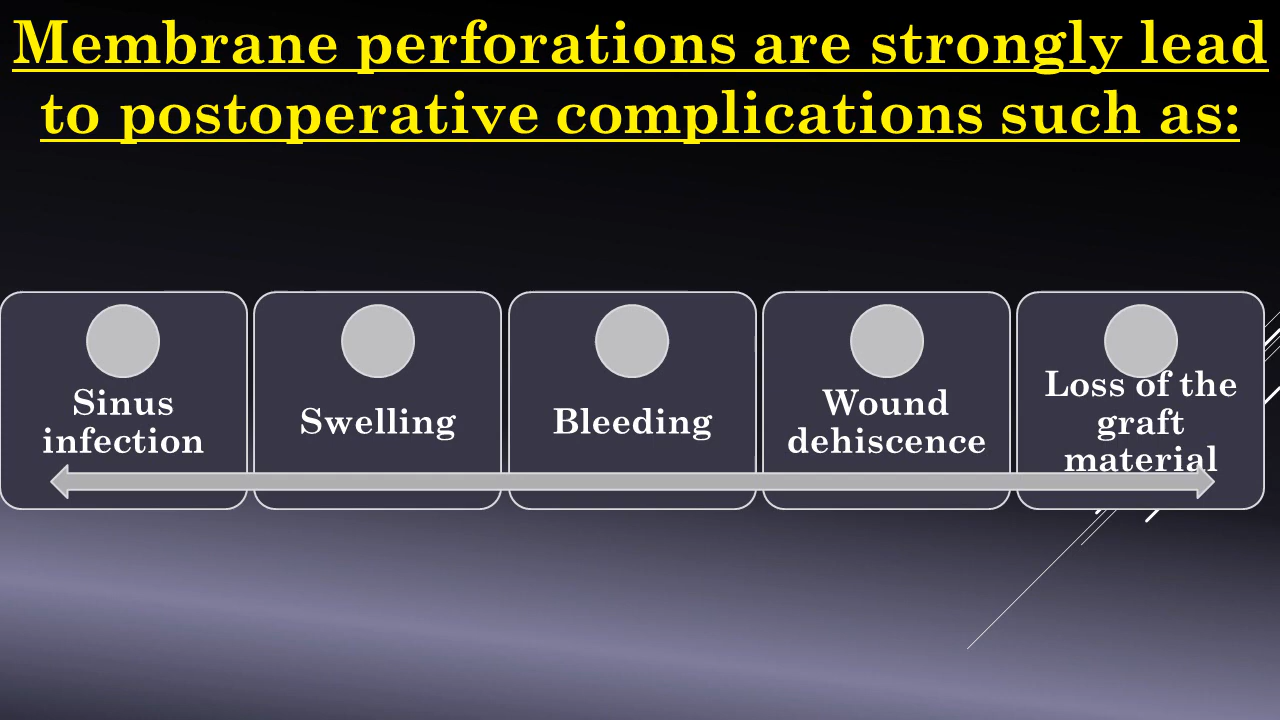 Membrane perforations are strongly lead
to postoperative complications such as:
Sinus
infection
Swelling
Bleeding
Wound
dehiscence
Loss of the
graft
material